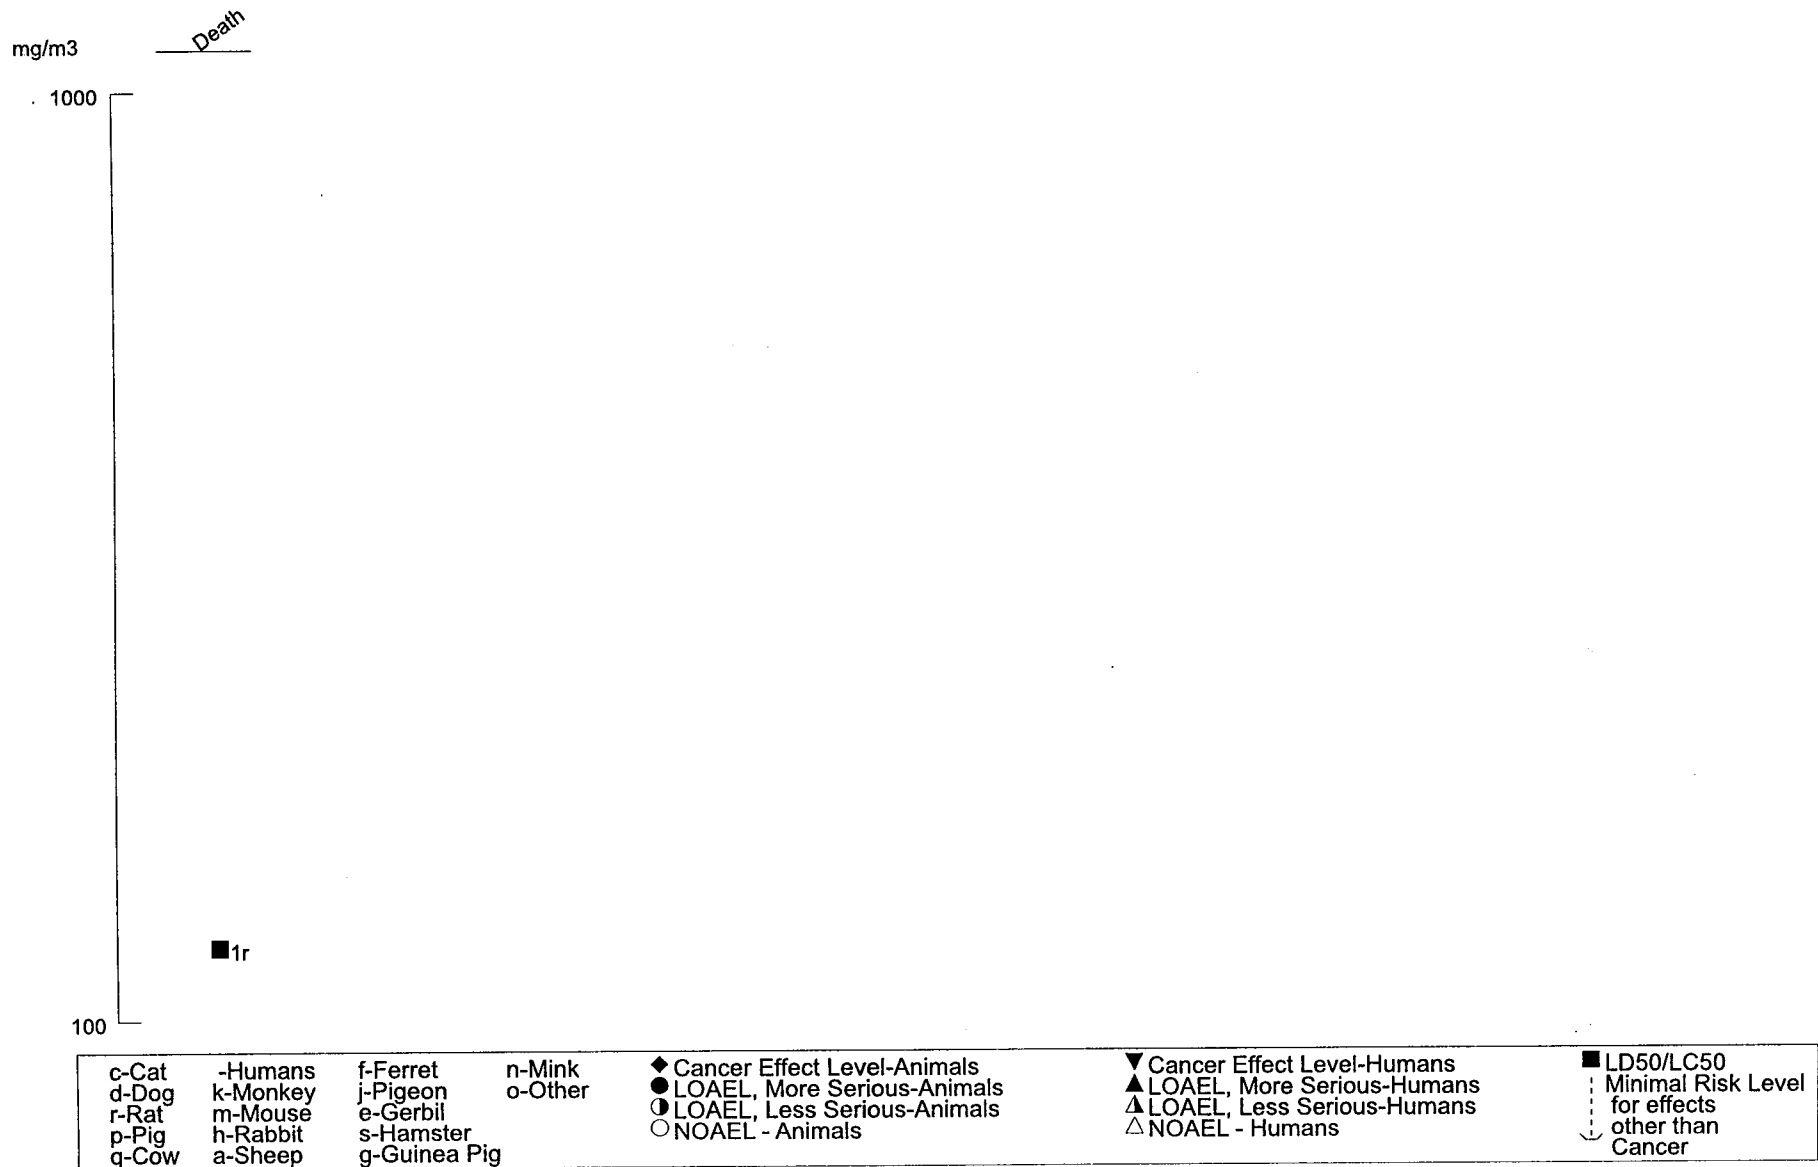 mg/m3
Death
1000
1r
100
c-Cat -Humans f-Ferret n-Mink
d-Dog k-Monkey j-Pigeon o-Other
r-Rat m-Mouse e-Gerbil
p-Pig h-Rabbit s-Hamster
q-Cow a-Sheep g-Guinea Pig
Cancer Effect Level-Animals
LOAEL, More Serious-Animals
LOAEL, Less Serious-Animals
NOAEL - Animals
Cancer Effect Level-Humans
LOAEL, More Serious-Humans
LOAEL, Less Serious-Humans
NOAEL - Humans
LD50/LC50
Minimal Risk Level
for effects
other than
Cancer